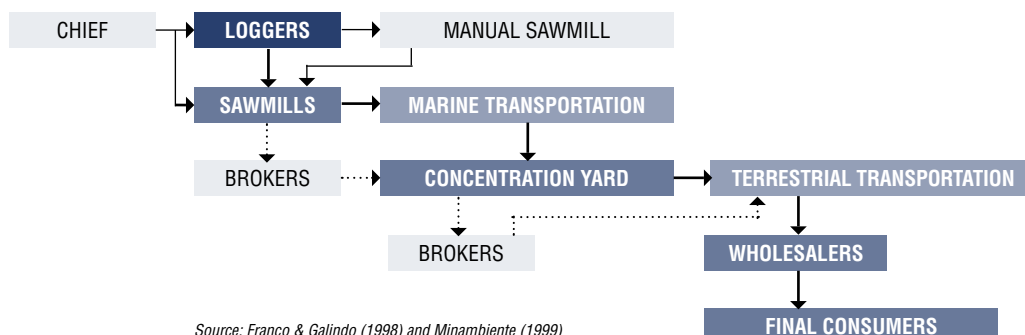 CHIEF
LOGGERS
MANUAL SAWMILL
SAWMILLS
MARINE TRANSPORTATION
BROKERS
CONCENTRATION YARD
TERRESTRIAL TRANSPORTATION
BROKERS
WHOLESALERS
FINAL CONSUMERS
Source: Franco & Galindo (1998) and Minambiente (1999)